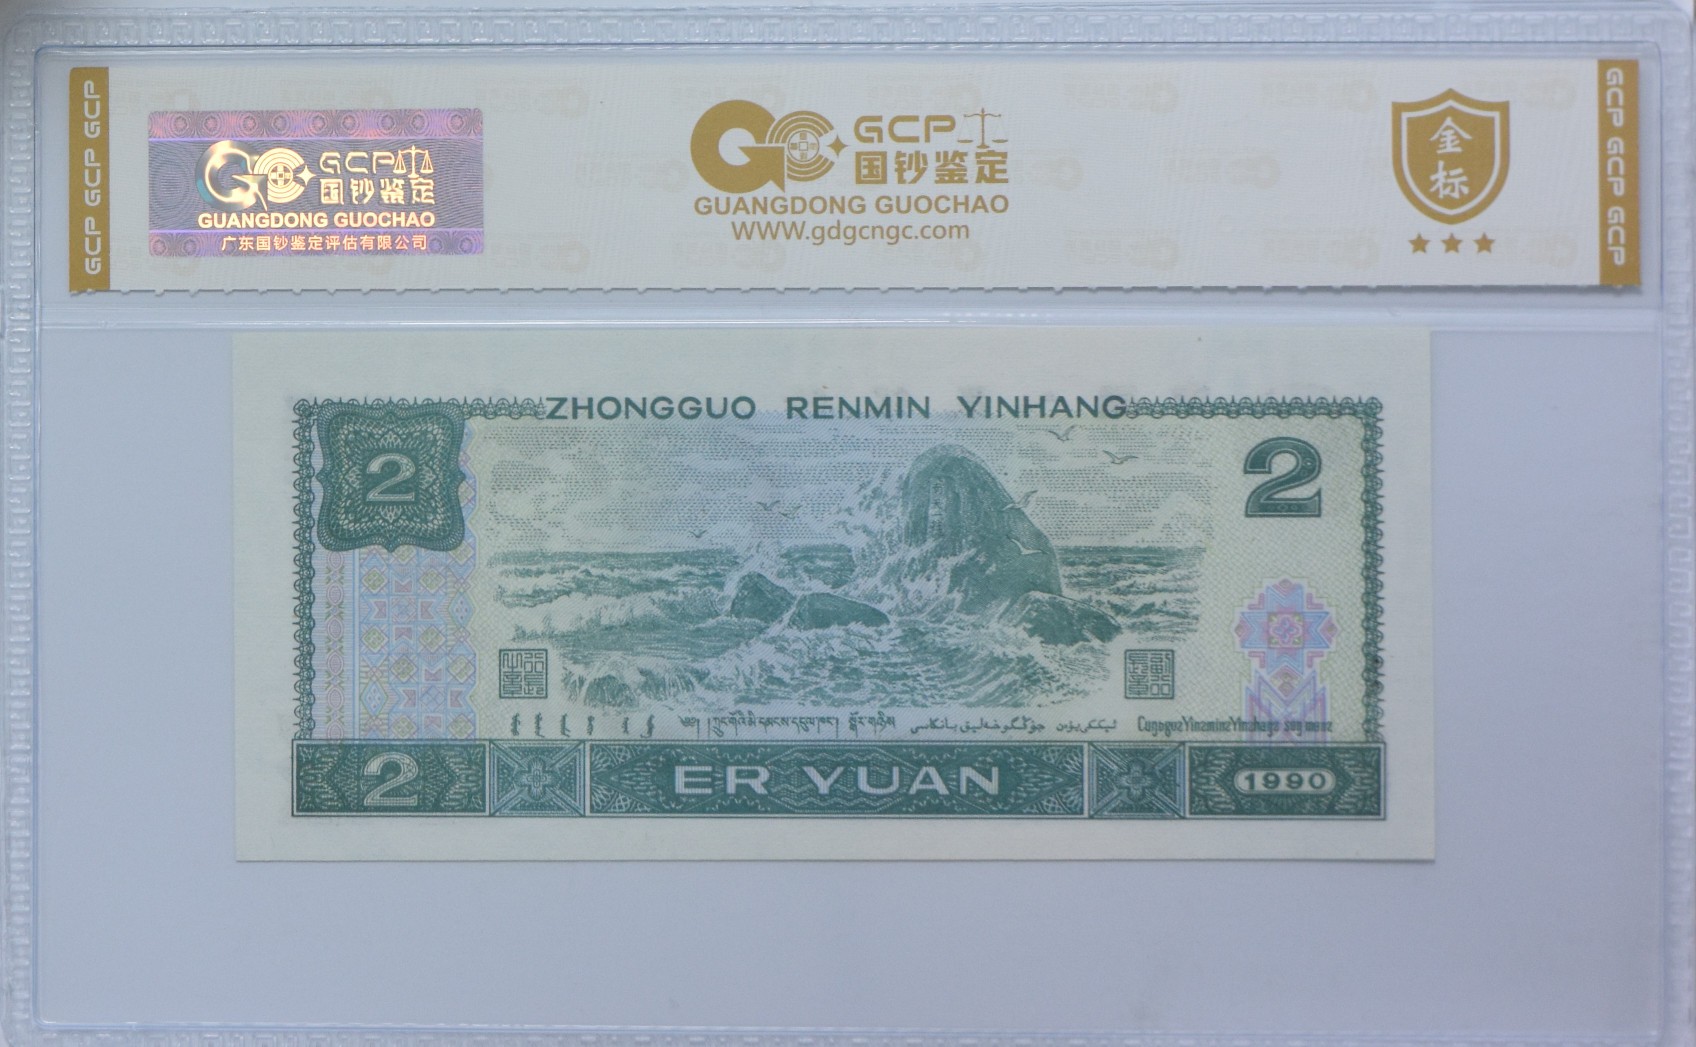 GCP GCP GCP
GCP
国钞鉴定
GUANGDONG GUOCHAO
广东国钞鉴定评估有限公司
GCP
国钞鉴定
GUANGDONG GUOCHAO
WWW.gdgcngc.com
金标
GCP GCP GCP
ZHONGGUO RENMIN YINHANG
2
2
2
ER YUAN
1990